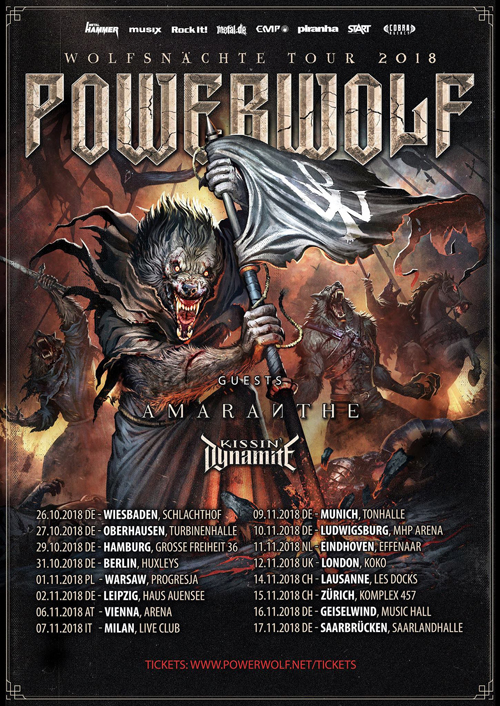 METAL HAMMER musix Rock It! metal.de EMP piranha START COBRA AGENCY
WOLFSNÄCHTE TOUR 2018
POWERWOLF
GUESTS
AMARANTHE
KISSIN'
DYNAMITE
26.10.2018 DE - WIESBADEN, SCHLACHTHOF
27.10.2018 DE - OBERHAUSEN, TURBINENHALLE
29.10.2018 DE - HAMBURG, GROSSE FREIHEIT 36
31.10.2018 DE - BERLIN, HUXLEYS
01.11.2018 PL - WARSAW, PROGRESJA
02.11.2018 DE - LEIPZIG, HAUS AUENSEE
06.11.2018 AT - VIENNA, ARENA
07.11.2018 IT - MILAN, LIVE CLUB
09.11.2018 DE - MUNICH, TONHALLE
10.11.2018 DE - LUDWIGSBURG, MHP ARENA
11.11.2018 NL - EINDHOVEN, EFFENAAR
12.11.2018 UK - LONDON, KOKO
14.11.2018 CH - LAUSANNE, LES DOCKS
15.11.2018 CH - ZÜRICH, KOMPLEX 457
16.11.2018 DE - GEISELWIND, MUSIC HALL
17.11.2018 DE - SAARBRÜCKEN, SAARLANDHALLE
TICKETS: WWW.POWERWOLF.NET/TICKETS